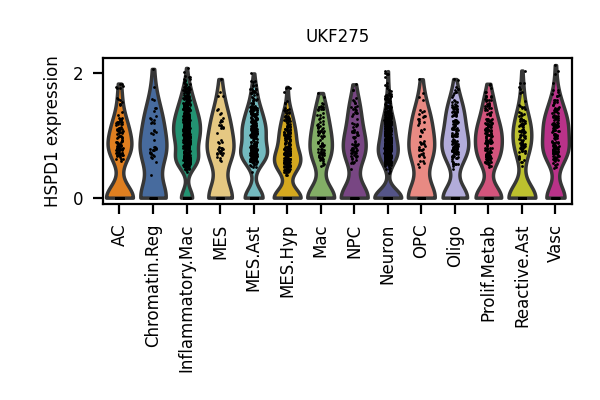 UKF275
HSPD1 expression
2
0
AC
Chromatin.Reg
Inflammatory.Mac
MES
MES.Ast
MES.Hyp
Mac
NPC
Neuron
OPC
Oligo
Prolif.Metab
Reactive.Ast
Vasc